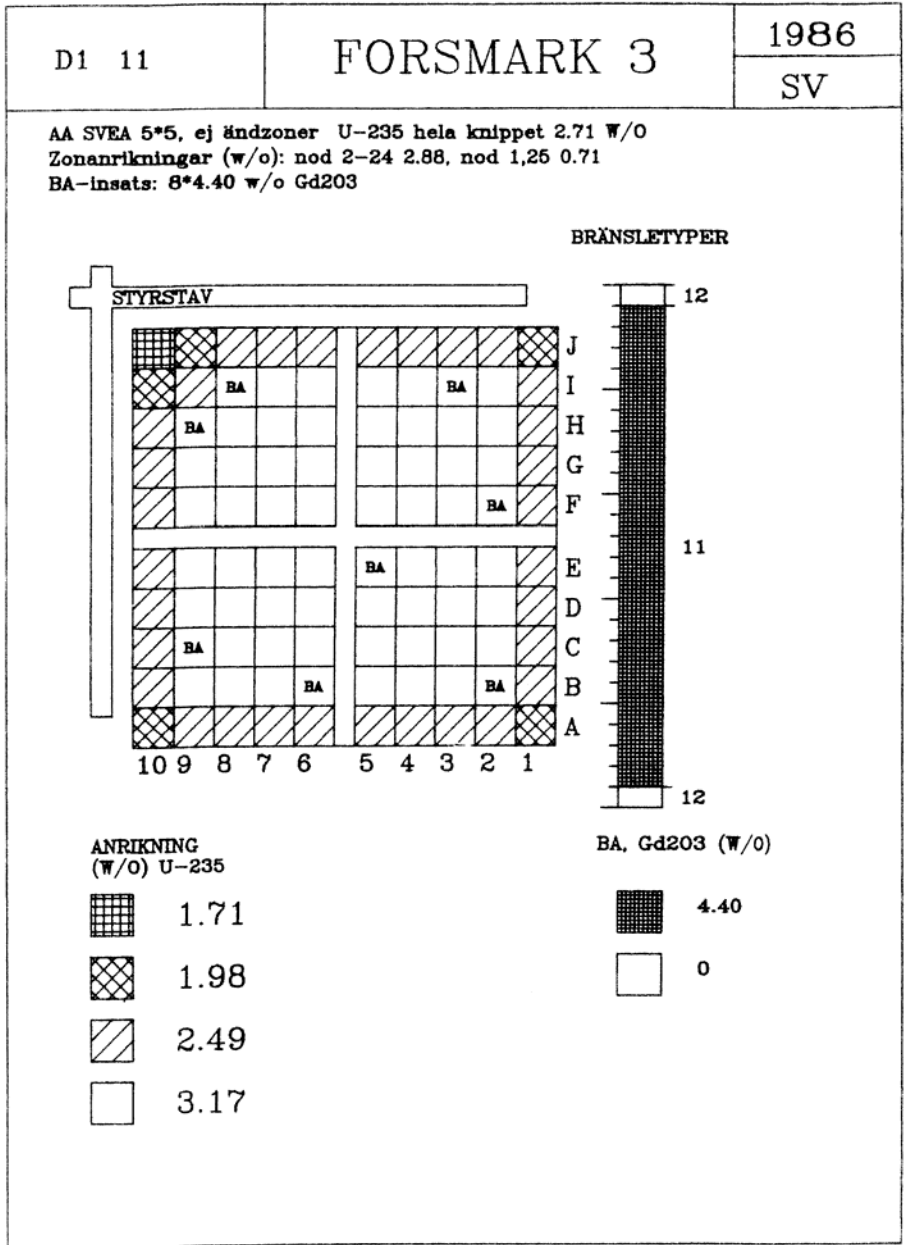 D1 11
FORSMARK 3
1986
SV
AA SVEA 5*5, ej ändzoner U-235 hela knippet 2.71 W/O
Zonanrikningar (w/o): nod 2-24 2.88, nod 1,25 0.71
BA-insats: 8*4.40 w/o Gd203
BRÄNSLETYPER
STYRSTAV
12
J
BA BA I
BA H
G
BA F
11
BA E
D
BA C
BA BA B
A
10 9 8 7 6 5 4 3 2 1
12
ANRIKNING
(W/O) U-235
1.71
1.98
2.49
3.17
BA, Gd203 (W/0)
4.40
0